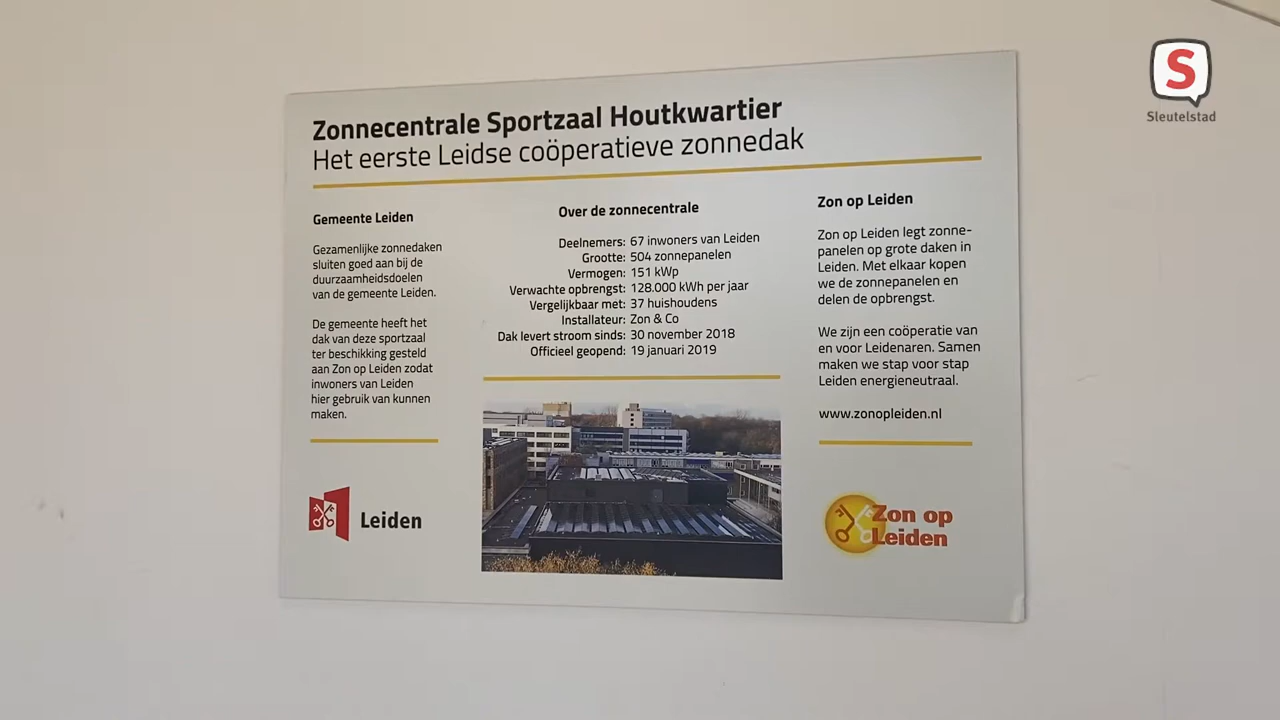 Zonnecentrale Sportzaal Houtkwartier
Het eerste Leidse coöperatieve zonnedak
Gemeente Leiden
Gezamenlijke zonnedaken
sluiten goed aan bij de
duurzaamheidsdoelen
van de gemeente Leiden.
De gemeente heeft het
dak van deze sportzaal
ter beschikking gesteld
aan Zon op Leiden zodat
inwoners van Leiden
hier gebruik van kunnen
maken.
Leiden
Over de zonnecentrale
Deelnemers: 67 inwoners van Leiden
Grootte: 504 zonnepanelen
Vermogen: 151 kWp
Verwachte opbrengst: 128.000 kWh per jaar
Vergelijkbaar met: 37 huishoudens
Installateur: Zon & Co
Dak levert stroom sinds: 30 november 2018
Officieel geopend: 19 januari 2019
Zon op Leiden
Zon op Leiden legt zonne-
panelen op grote daken in
Leiden. Met elkaar kopen
we de zonnepanelen en
delen de opbrengst.
We zijn een coöperatie van
en voor Leidenaren. Samen
maken we stap voor stap
Leiden energieneutraal.
www.zonopleiden.nl
Zon op
Leiden
S
Sleutelstad